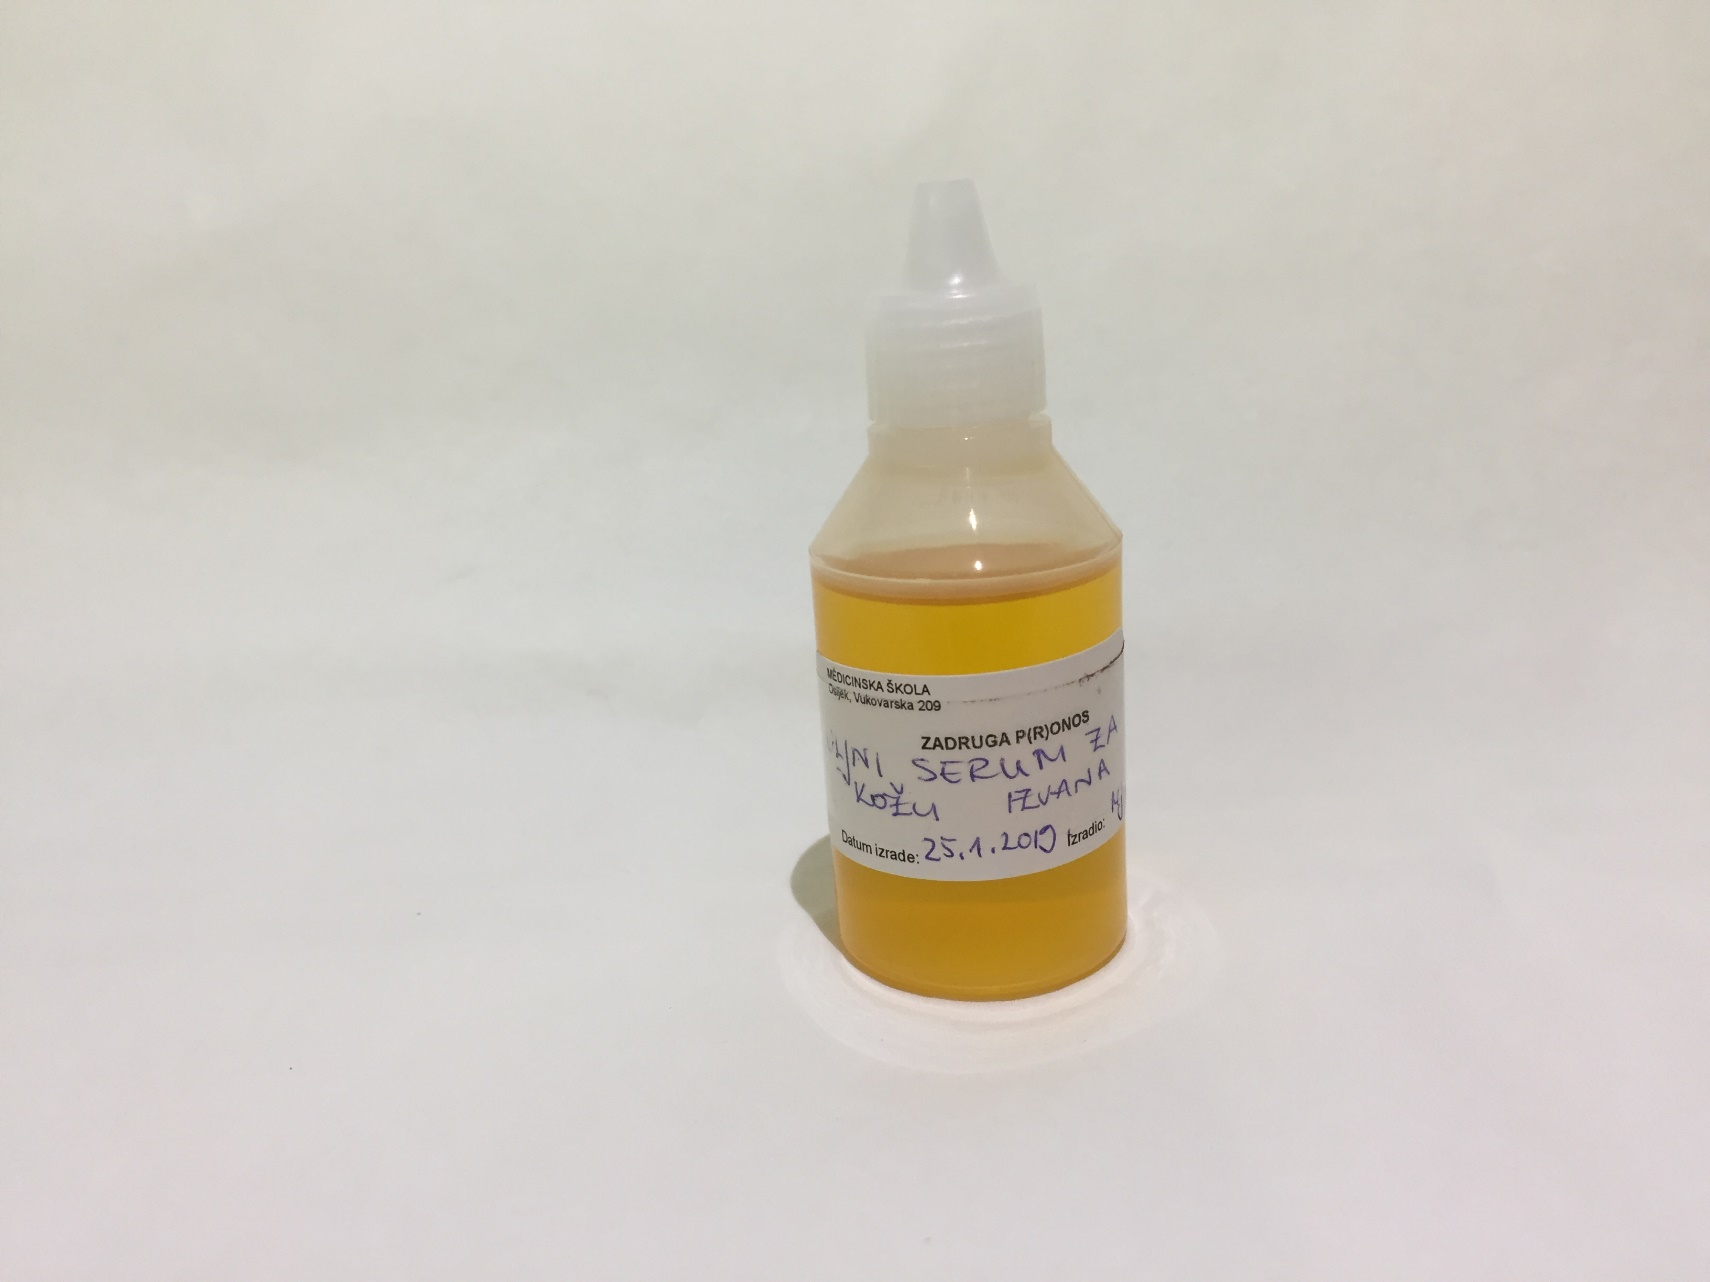 MEDICINSKA ŠKOLA
Osijek, Vukovarska 209
ZADRUGA P(R)ONOS
SERUM ZA
KOŽU IZVANA
Datum izrade: 25.1.2019 Izradio: